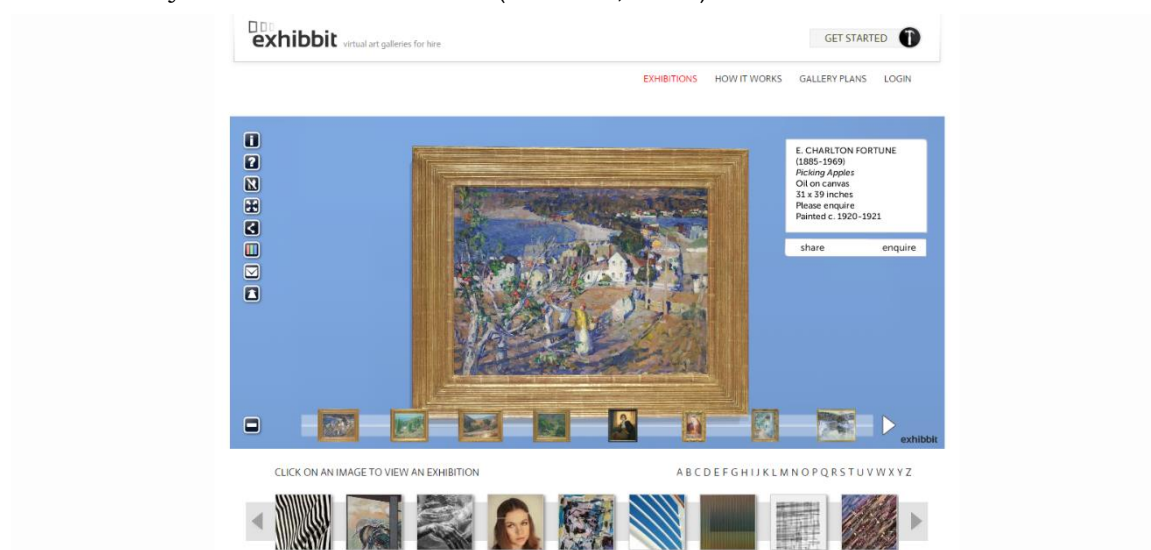 exhibbit virtual art galleries for hire
GET STARTED
EXHIBITIONS HOW IT WORKS GALLERY PLANS LOGIN
i
?
E. CHARLTON FORTUNE
(1885-1969)
Picking Apples
Oil on canvas
31 x 39 inches
Please enquire
Painted c. 1920-1921
share enquire
exhibbit
CLICK ON AN IMAGE TO VIEW AN EXHIBITION
A B C D E F G H I J K L M N O P Q R S T U V W X Y Z